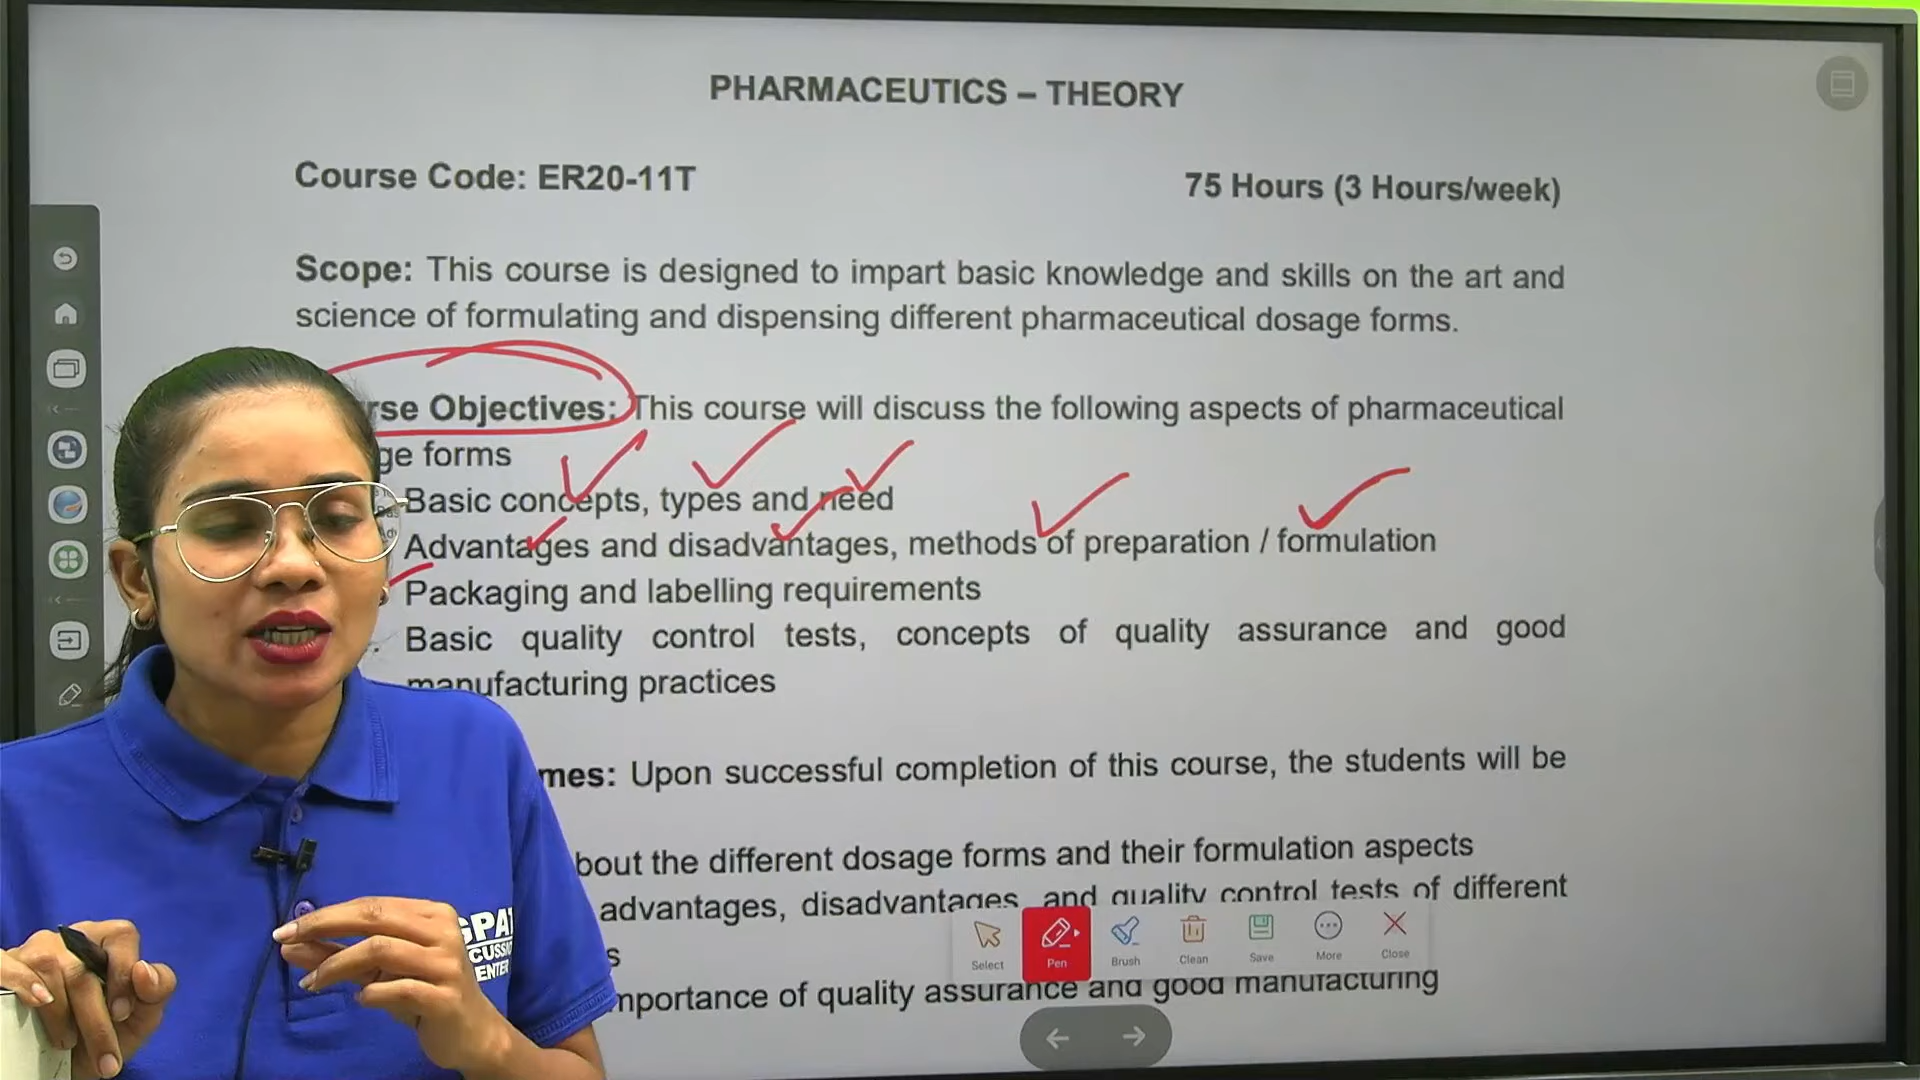 PHARMACEUTICS – THEORY
Course Code: ER20-11T 75 Hours (3 Hours/week)
Scope: This course is designed to impart basic knowledge and skills on the art and
science of formulating and dispensing different pharmaceutical dosage forms.
rse Objectives: This course will discuss the following aspects of pharmaceutical
ge forms
Basic concepts, types and need
Advantages and disadvantages, methods of preparation / formulation
Packaging and labelling requirements
. Basic quality control tests, concepts of quality assurance and good
manufacturing practices
mes: Upon successful completion of this course, the students will be
bout the different dosage forms and their formulation aspects
advantages, disadvantages, and quality control tests of different
s
mportance of quality assurance and good manufacturing
Select Pen Brush Clean Save More Close
GPAT
CUSSI
ENTER